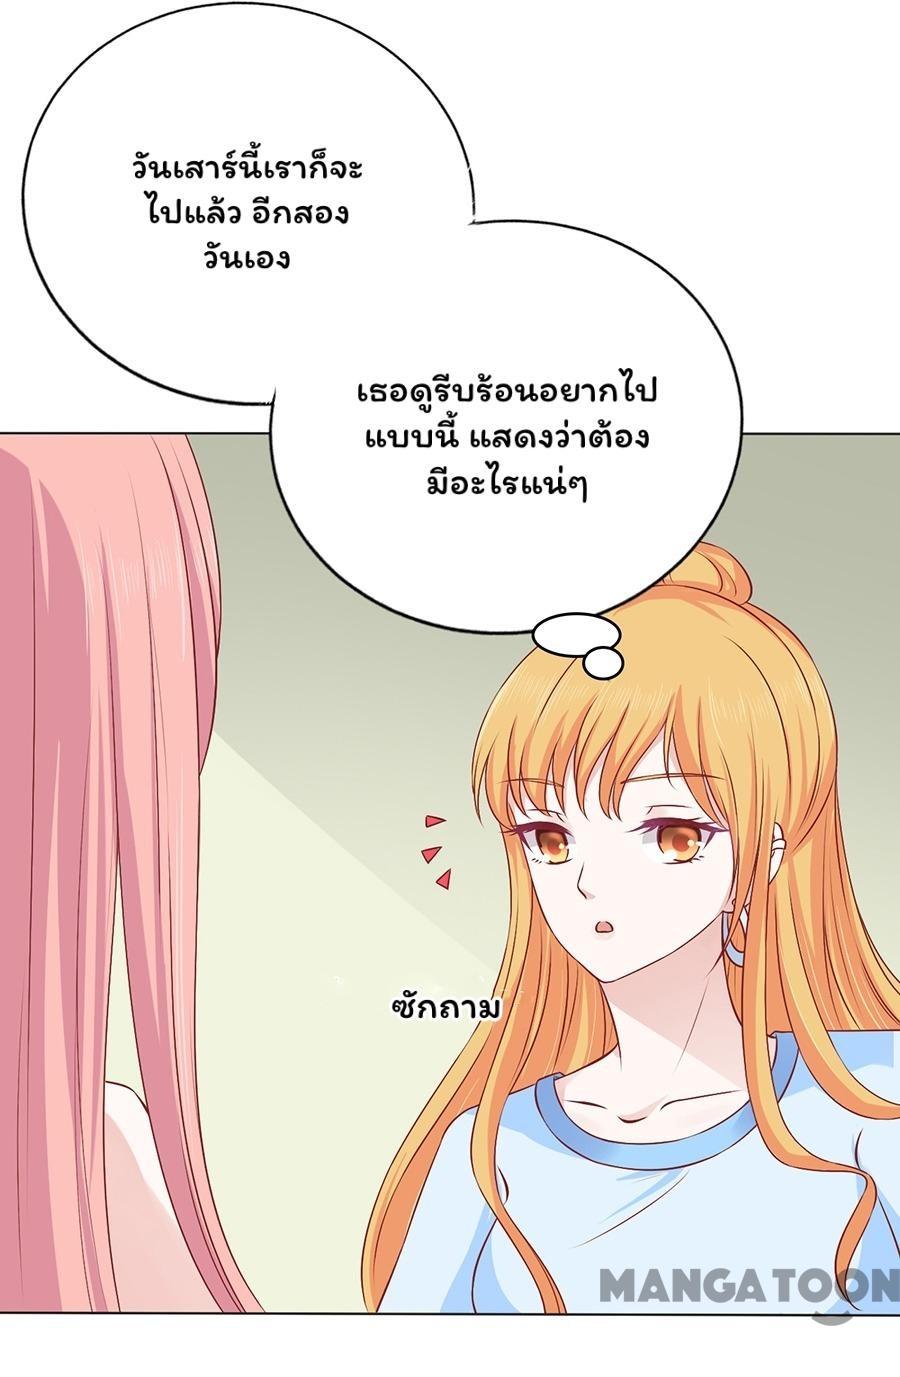 วันเสาร์นี้เราก็จะ
ไปแล้ว อีกสอง
วันเอง
เธอดูรีบร้อนอยากไป
แบบนี้ แสดงว่าต้อง
มีอะไรแน่ๆ
ซักถาม
MANGATOON